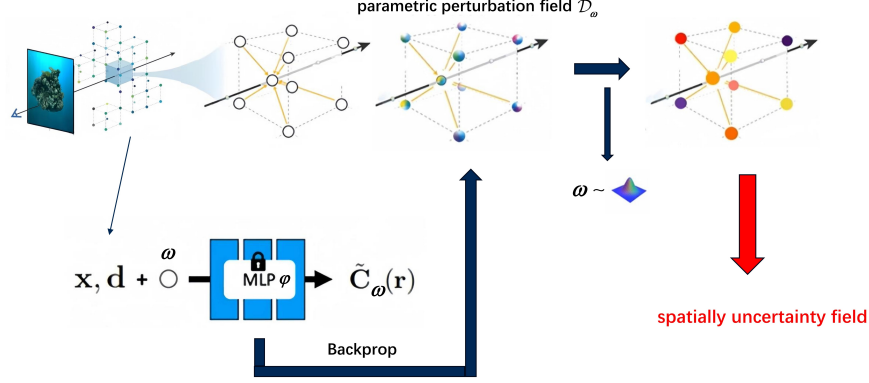 parametric perturbation field 𝒟_ω
ω ~
ω
x, d +
MLP φ
C̃_ω(r)
spatially uncertainty field
Backprop